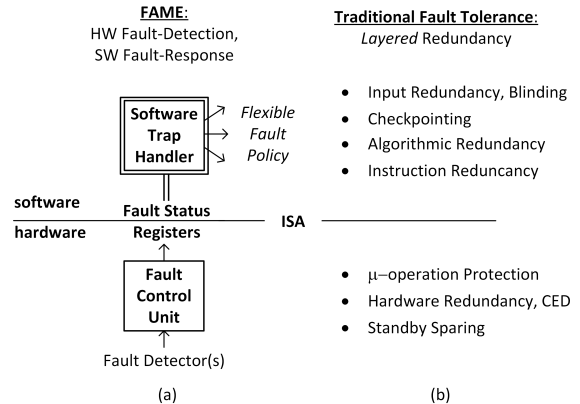 FAME:
HW Fault-Detection,
SW Fault-Response
Software
Trap
Handler
Flexible
Fault
Policy
software
hardware
Fault Status
Registers
ISA
Fault
Control
Unit
Fault Detector(s)
(a)
Traditional Fault Tolerance:
Layered Redundancy
• Input Redundancy, Blinding
• Checkpointing
• Algorithmic Redundancy
• Instruction Reduncancy
• μ−operation Protection
• Hardware Redundancy, CED
• Standby Sparing
(b)